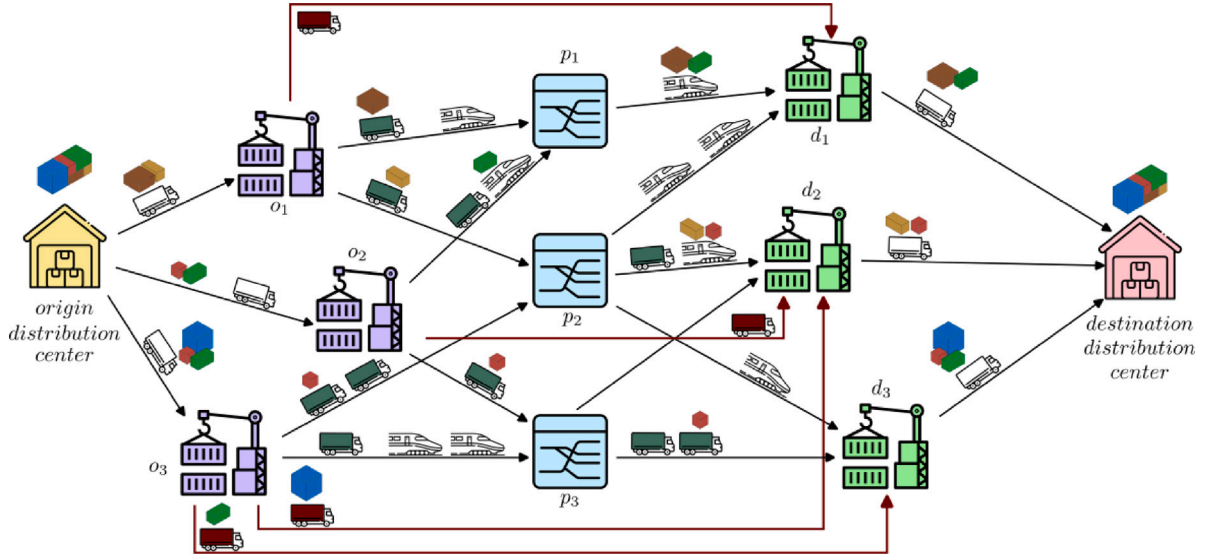 p₁
d₁
o₁
d₂
o₂
origin
distribution
center
p₂
destination
distribution
center
d₃
o₃
p₃